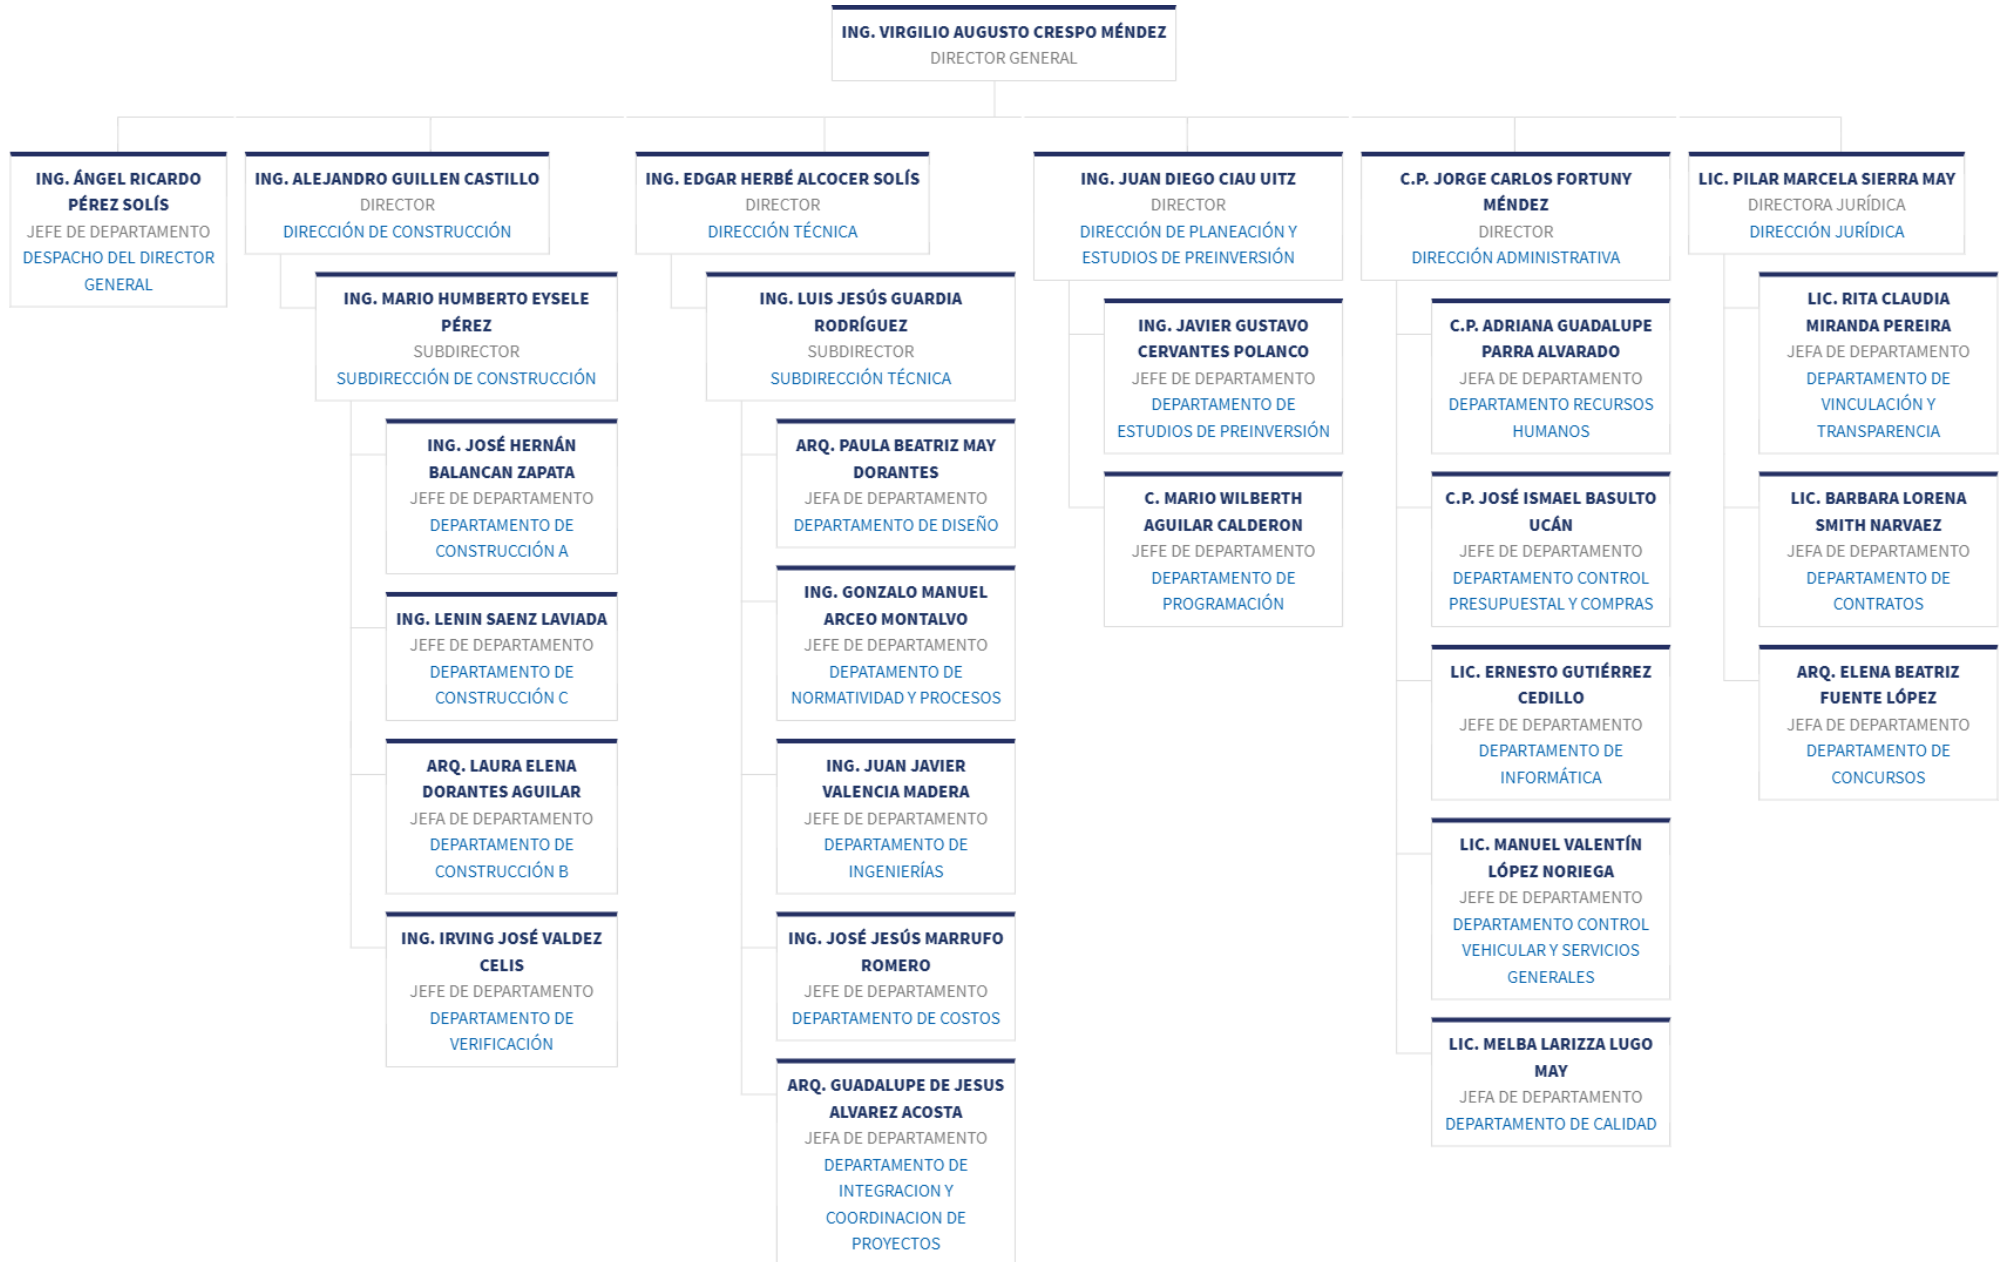 ING. VIRGILIO AUGUSTO CRESPO MÉNDEZ
DIRECTOR GENERAL
ING. ÁNGEL RICARDO
PÉREZ SOLÍS
JEFE DE DEPARTAMENTO
DESPACHO DEL DIRECTOR
GENERAL
ING. ALEJANDRO GUILLEN CASTILLO
DIRECTOR
DIRECCIÓN DE CONSTRUCCIÓN
ING. MARIO HUMBERTO EYSELE
PÉREZ
SUBDIRECTOR
SUBDIRECCIÓN DE CONSTRUCCIÓN
ING. JOSÉ HERNÁN
BALANCAN ZAPATA
JEFE DE DEPARTAMENTO
DEPARTAMENTO DE
CONSTRUCCIÓN A
ING. LENIN SAENZ LAVIADA
JEFE DE DEPARTAMENTO
DEPARTAMENTO DE
CONSTRUCCIÓN C
ARQ. LAURA ELENA
DORANTES AGUILAR
JEFA DE DEPARTAMENTO
DEPARTAMENTO DE
CONSTRUCCIÓN B
ING. IRVING JOSÉ VALDEZ
CELIS
JEFE DE DEPARTAMENTO
DEPARTAMENTO DE
VERIFICACIÓN
ING. EDGAR HERBÉ ALCOCER SOLÍS
DIRECTOR
DIRECCIÓN TÉCNICA
ING. LUIS JESÚS GUARDIA
RODRÍGUEZ
SUBDIRECTOR
SUBDIRECCIÓN TÉCNICA
ARQ. PAULA BEATRIZ MAY
DORANTES
JEFA DE DEPARTAMENTO
DEPARTAMENTO DE DISEÑO
ING. GONZALO MANUEL
ARCEO MONTALVO
JEFE DE DEPARTAMENTO
DEPATAMENTO DE
NORMATIVIDAD Y PROCESOS
ING. JUAN JAVIER
VALENCIA MADERA
JEFE DE DEPARTAMENTO
DEPARTAMENTO DE
INGENIERÍAS
ING. JOSÉ JESÚS MARRUFO
ROMERO
JEFE DE DEPARTAMENTO
DEPARTAMENTO DE COSTOS
ARQ. GUADALUPE DE JESUS
ALVAREZ ACOSTA
JEFA DE DEPARTAMENTO
DEPARTAMENTO DE
INTEGRACION Y
COORDINACION DE
PROYECTOS
ING. JUAN DIEGO CIAU UITZ
DIRECTOR
DIRECCIÓN DE PLANEACIÓN Y
ESTUDIOS DE PREINVERSIÓN
ING. JAVIER GUSTAVO
CERVANTES POLANCO
JEFE DE DEPARTAMENTO
DEPARTAMENTO DE
ESTUDIOS DE PREINVERSIÓN
C. MARIO WILBERTH
AGUILAR CALDERON
JEFE DE DEPARTAMENTO
DEPARTAMENTO DE
PROGRAMACIÓN
C.P. JORGE CARLOS FORTUNY
MÉNDEZ
DIRECTOR
DIRECCIÓN ADMINISTRATIVA
C.P. ADRIANA GUADALUPE
PARRA ALVARADO
JEFA DE DEPARTAMENTO
DEPARTAMENTO RECURSOS
HUMANOS
C.P. JOSÉ ISMAEL BASULTO
UCÁN
JEFE DE DEPARTAMENTO
DEPARTAMENTO CONTROL
PRESUPUESTAL Y COMPRAS
LIC. ERNESTO GUTIÉRREZ
CEDILLO
JEFE DE DEPARTAMENTO
DEPARTAMENTO DE
INFORMÁTICA
LIC. MANUEL VALENTÍN
LÓPEZ NORIEGA
JEFE DE DEPARTAMENTO
DEPARTAMENTO CONTROL
VEHICULAR Y SERVICIOS
GENERALES
LIC. MELBA LARIZZA LUGO
MAY
JEFA DE DEPARTAMENTO
DEPARTAMENTO DE CALIDAD
LIC. PILAR MARCELA SIERRA MAY
DIRECTORA JURÍDICA
DIRECCIÓN JURÍDICA
LIC. RITA CLAUDIA
MIRANDA PEREIRA
JEFA DE DEPARTAMENTO
DEPARTAMENTO DE
VINCULACIÓN Y
TRANSPARENCIA
LIC. BARBARA LORENA
SMITH NARVAEZ
JEFA DE DEPARTAMENTO
DEPARTAMENTO DE
CONTRATOS
ARQ. ELENA BEATRIZ
FUENTE LÓPEZ
JEFA DE DEPARTAMENTO
DEPARTAMENTO DE
CONCURSOS